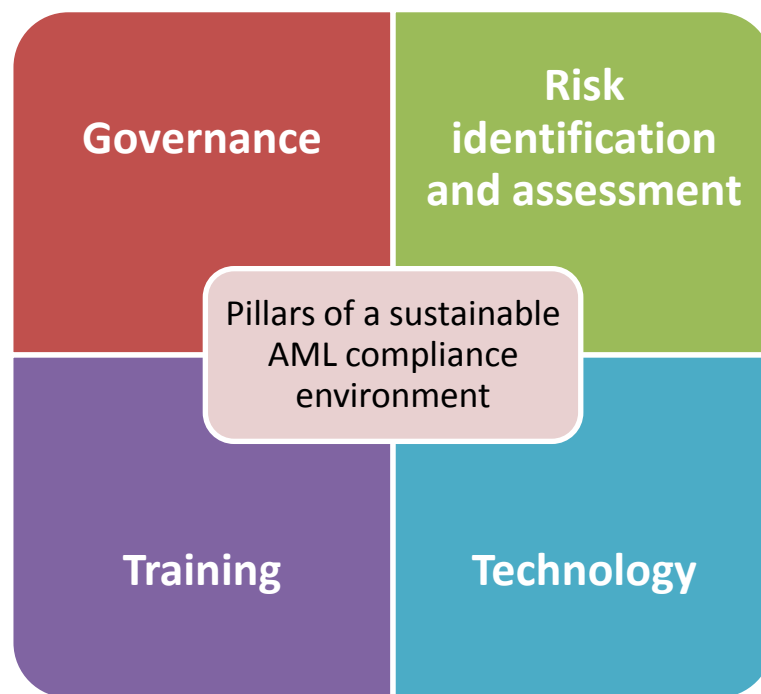 Governance
Risk
identification
and assessment
Pillars of a sustainable
AML compliance
environment
Training
Technology